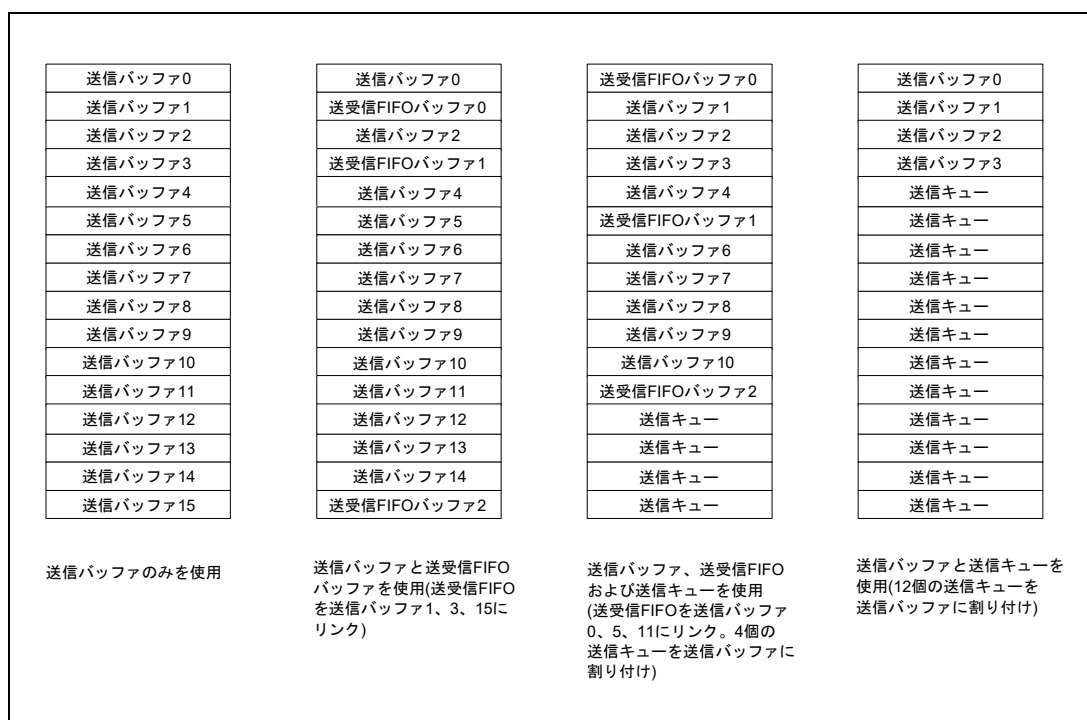 送信バッファ0
送信バッファ1
送信バッファ2
送信バッファ3
送信バッファ4
送信バッファ5
送信バッファ6
送信バッファ7
送信バッファ8
送信バッファ9
送信バッファ10
送信バッファ11
送信バッファ12
送信バッファ13
送信バッファ14
送信バッファ15
送信バッファのみを使用
送信バッファ0
送受信FIFOバッファ0
送信バッファ2
送受信FIFOバッファ1
送信バッファ4
送信バッファ5
送信バッファ6
送信バッファ7
送信バッファ8
送信バッファ9
送信バッファ10
送信バッファ11
送信バッファ12
送信バッファ13
送信バッファ14
送受信FIFOバッファ2
送信バッファと送受信FIFO
バッファを使用(送受信FIFO
を送信バッファ1、3、15に
リンク)
送受信FIFOバッファ0
送信バッファ1
送信バッファ2
送信バッファ3
送信バッファ4
送受信FIFOバッファ1
送信バッファ6
送信バッファ7
送信バッファ8
送信バッファ9
送信バッファ10
送受信FIFOバッファ2
送信キュー
送信キュー
送信キュー
送信キュー
送信バッファ、送受信FIFO
および送信キューを使用
(送受信FIFOを送信バッファ
0、5、11にリンク。4個の
送信キューを送信バッファに
割り付け)
送信バッファ0
送信バッファ1
送信バッファ2
送信バッファ3
送信キュー
送信キュー
送信キュー
送信キュー
送信キュー
送信キュー
送信キュー
送信キュー
送信キュー
送信キュー
送信キュー
送信キュー
送信バッファと送信キューを
使用(12個の送信キューを
送信バッファに割り付け)